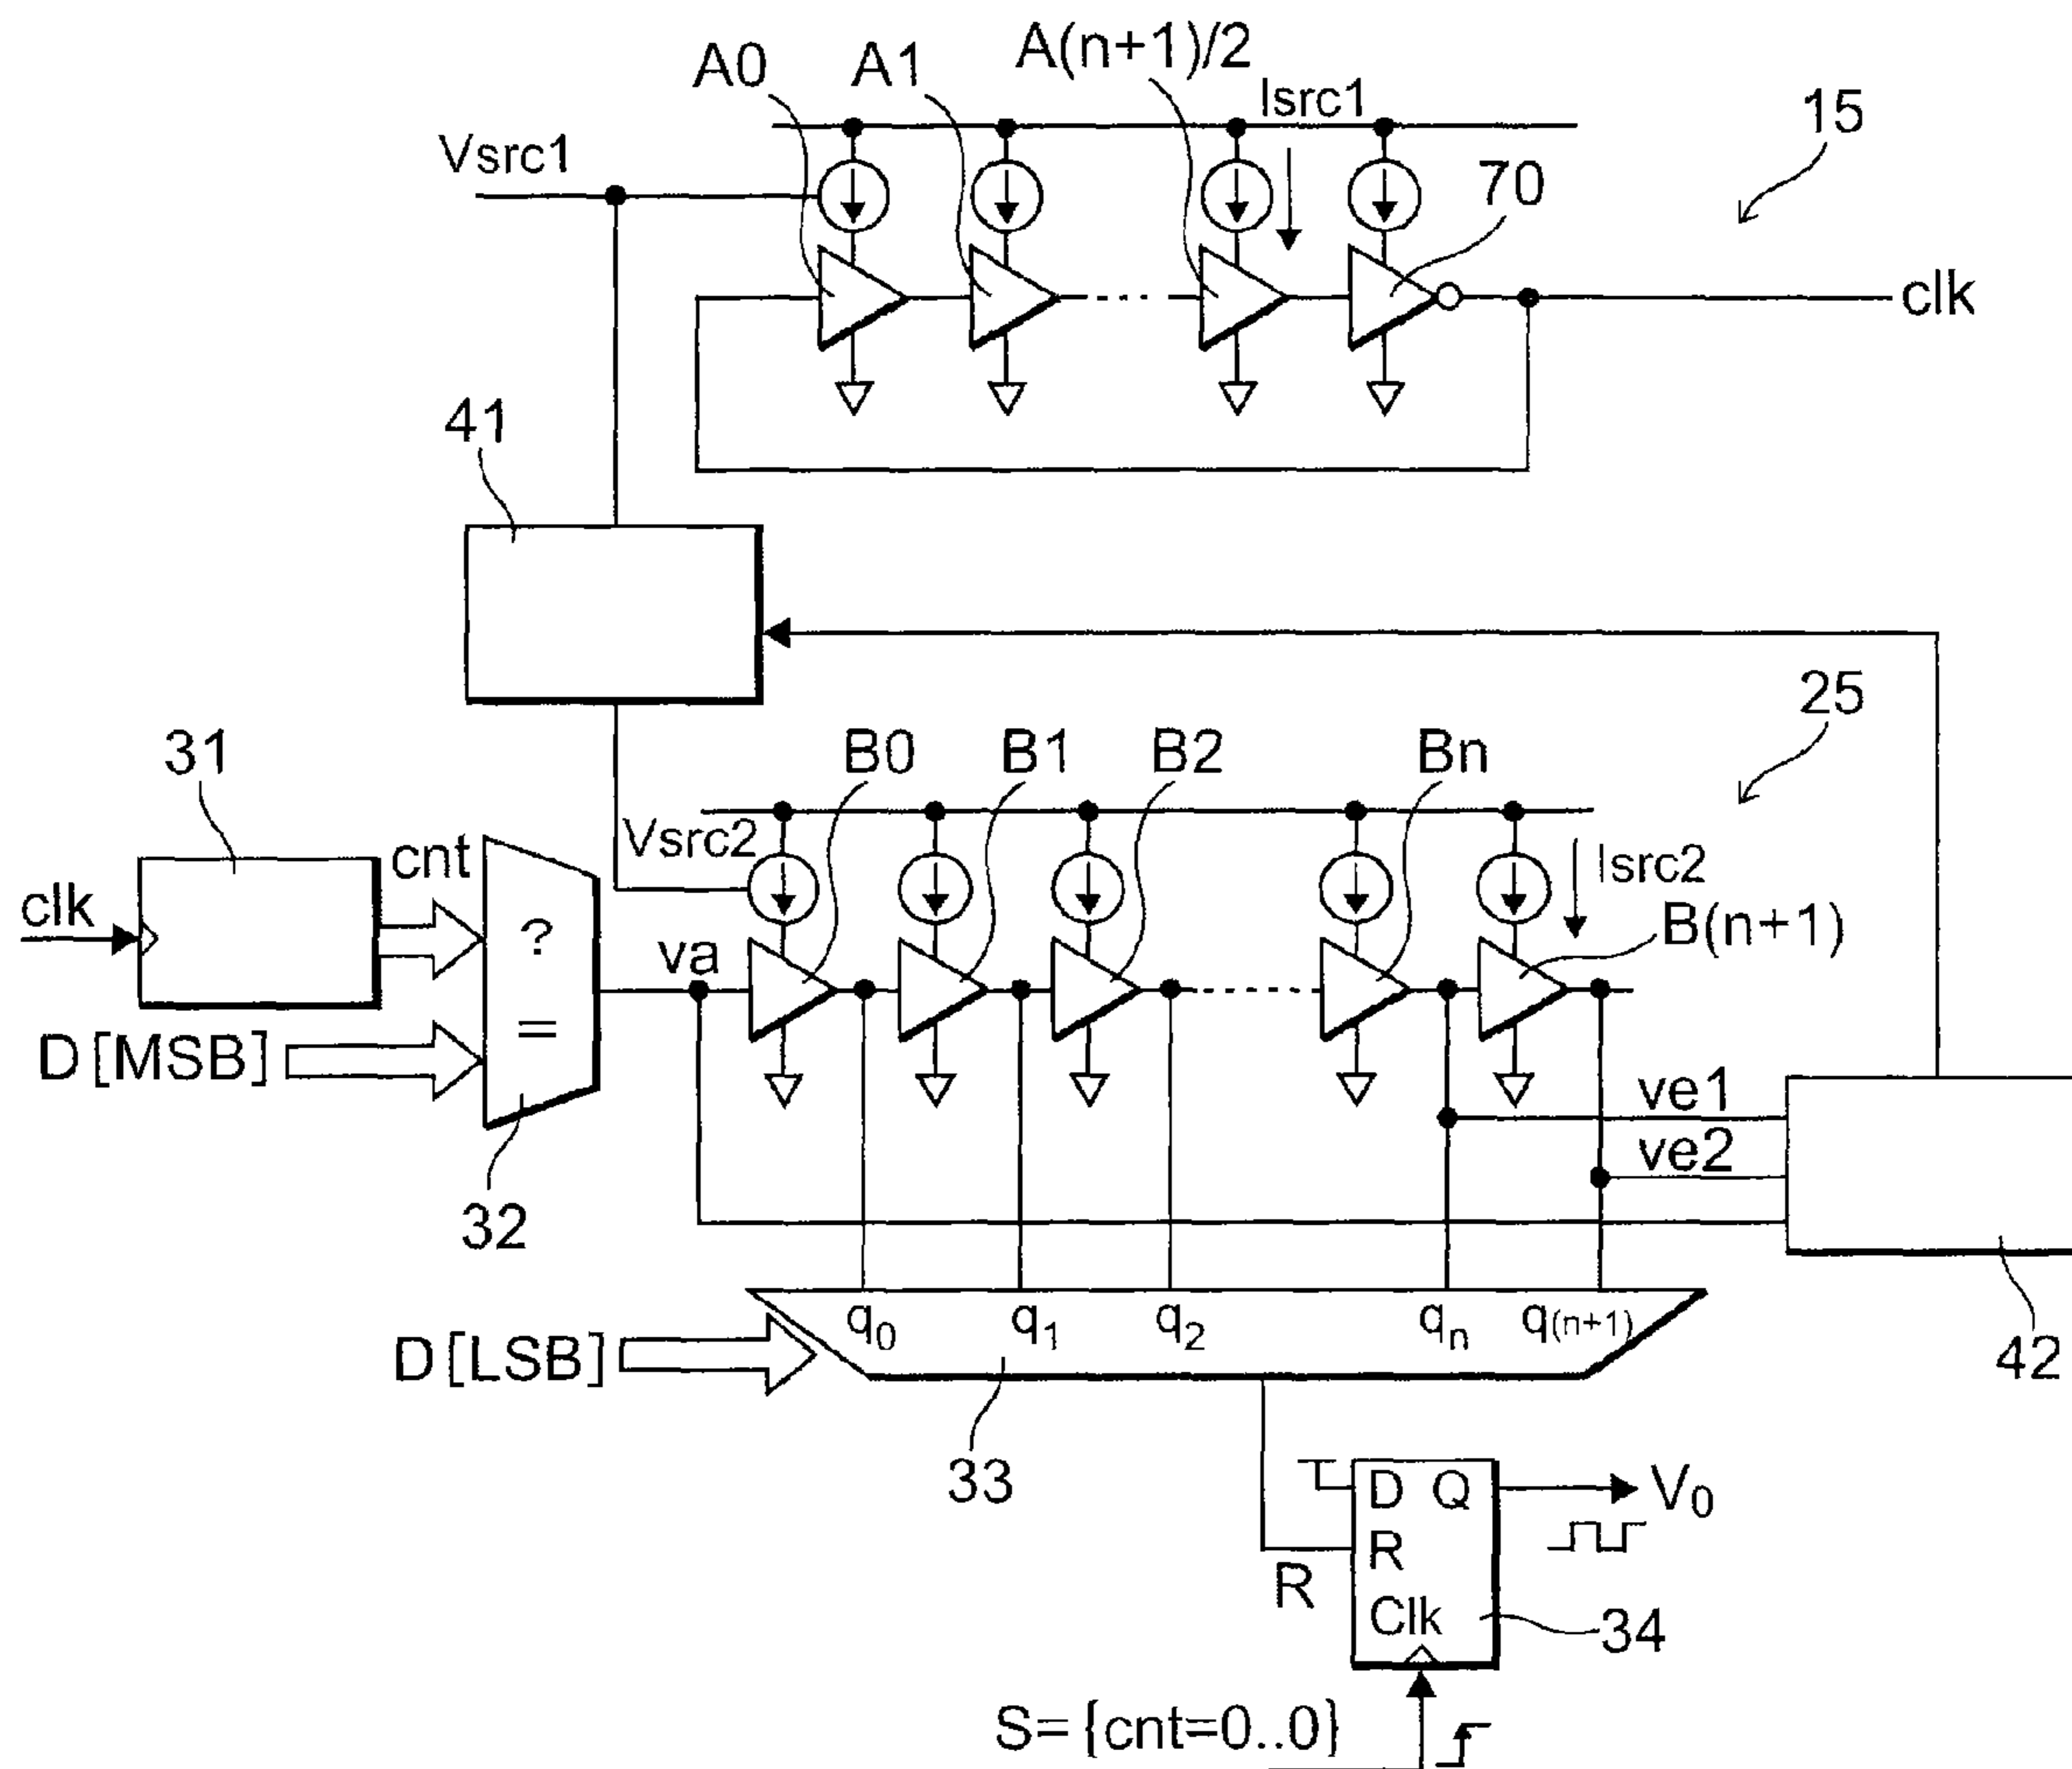 A0
A1
A(n+1)/2
Isrc1
15
Vsrc1
70
clk
41
25
31
B0
B1
B2
Bn
cnt
Vsrc2
Isrc2
clk
?
=
va
B(n+1)
D[MSB]
ve1
ve2
32
q0
q1
q2
qn
q(n+1)
D[LSB]
42
33
D Q
V0
R
R
Clk
34
S={cnt=0..0}